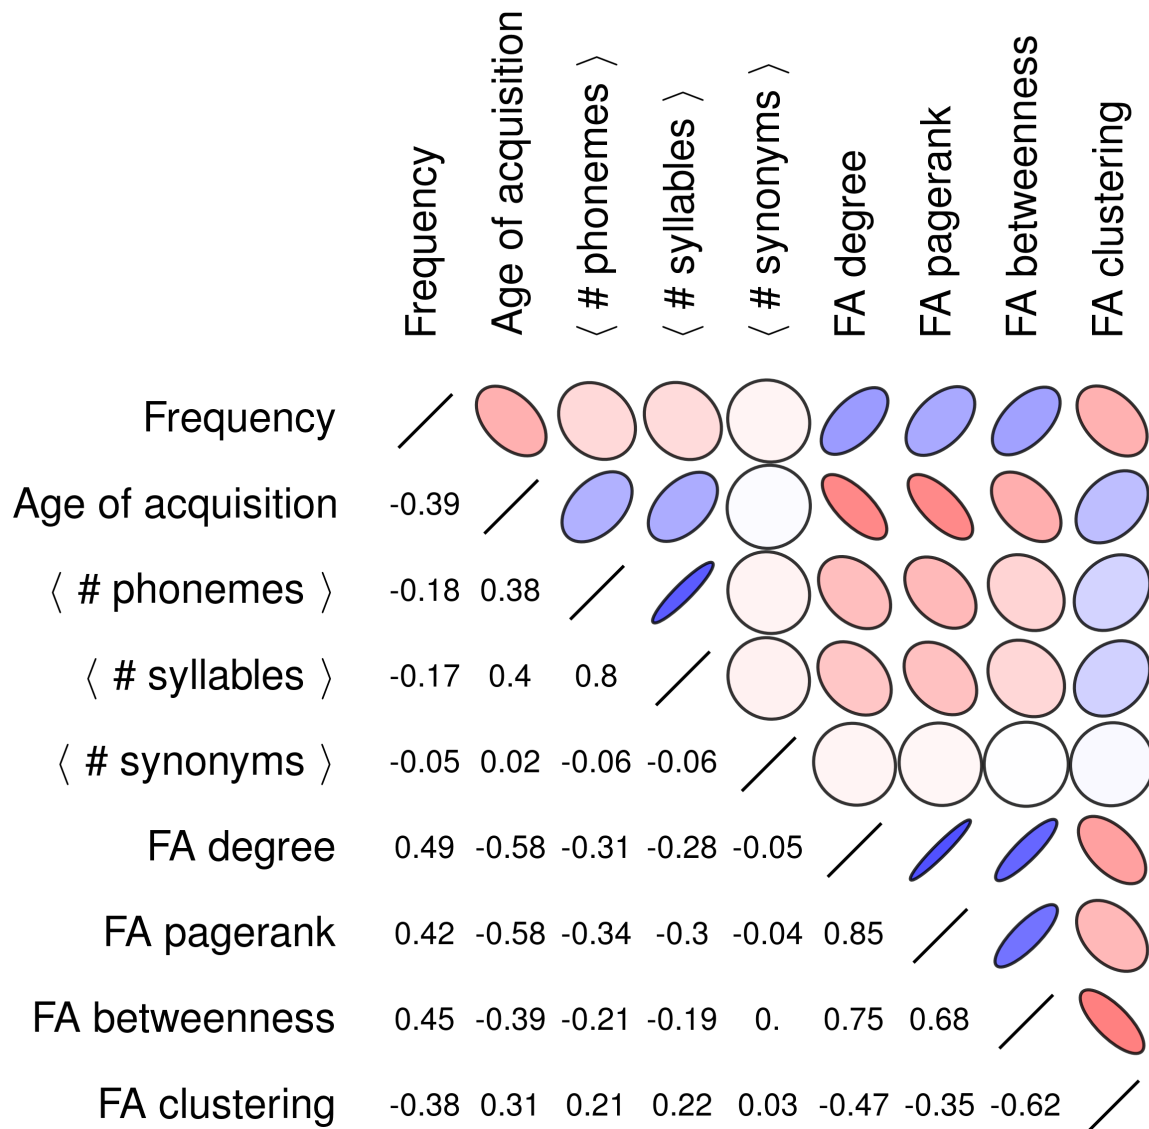 Frequency
Age of acquisition
〈 # phonemes 〉
〈 # syllables 〉
〈 # synonyms 〉
FA degree
FA pagerank
FA betweenness
FA clustering
Frequency
Age of acquisition -0.39
〈 # phonemes 〉 -0.18 0.38
〈 # syllables 〉 -0.17 0.4 0.8
〈 # synonyms 〉 -0.05 0.02 -0.06 -0.06
FA degree 0.49 -0.58 -0.31 -0.28 -0.05
FA pagerank 0.42 -0.58 -0.34 -0.3 -0.04 0.85
FA betweenness 0.45 -0.39 -0.21 -0.19 0. 0.75 0.68
FA clustering -0.38 0.31 0.21 0.22 0.03 -0.47 -0.35 -0.62